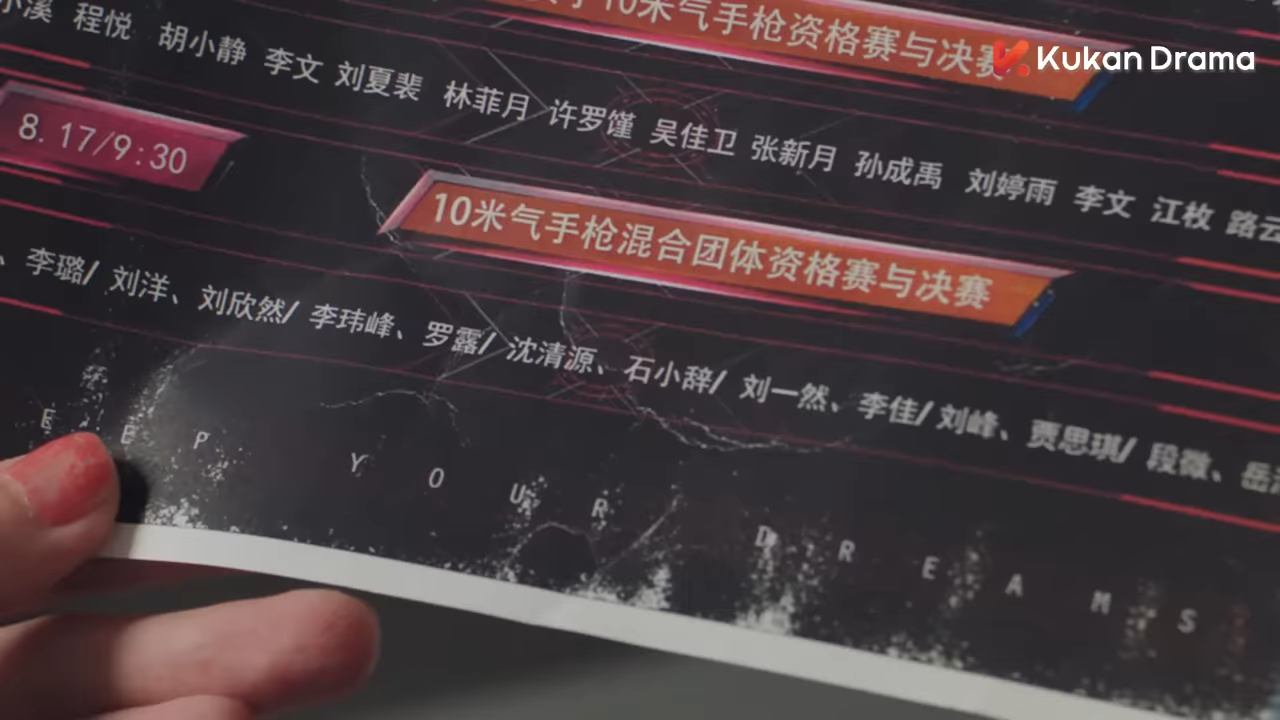 10米气手枪资格赛与决赛
Kukan Drama
小溪 程悦 胡小静 李文 刘夏裴 林菲月 许罗馑 吴佳卫 张新月 孙成禹 刘婷雨 李文 江枚 路云
8.17/9:30
10米气手枪混合团体资格赛与决赛
、李璐/ 刘洋、刘欣然/ 李玮峰、罗露/ 沈清源、石小辞/ 刘一然、李佳/ 刘峰、贾思琪/ 段微、岳
E E P Y O U R D R E A M S